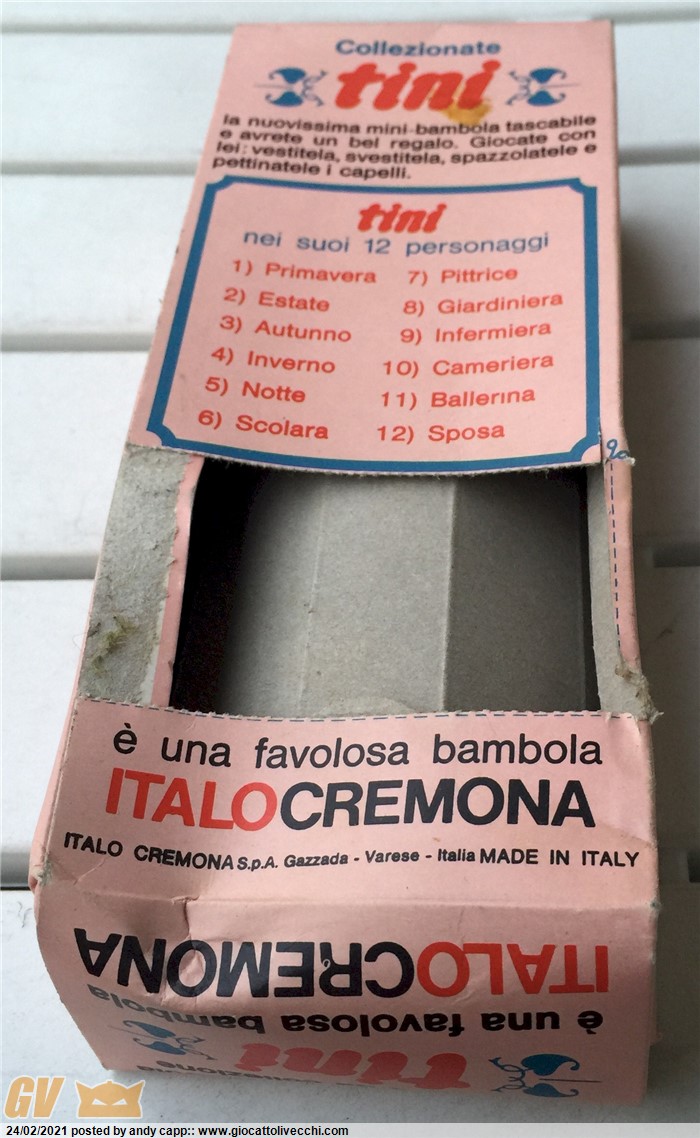 Collezionate
tini
la nuovissima mini-bambola tascabile
e avrete un bel regalo. Giocate con
lei: vestitela, svestitela, spazzolatele e
pettinatele i capelli.
tini
nei suoi 12 personaggi
1) Primavera
2) Estate
3) Autunno
4) Inverno
5) Notte
6) Scolara
7) Pittrice
8) Giardiniera
9) Infermiera
10) Cameriera
11) Ballerina
12) Sposa
è una favolosa bambola
ITALOCREMONA
ITALO CREMONA S.p.A. Gazzada - Varese - Italia MADE IN ITALY
ITALOCREMONA
è una favolosa bambola
tini
GV
24/02/2021 posted by andy capp:: www.giocattolivecchi.com